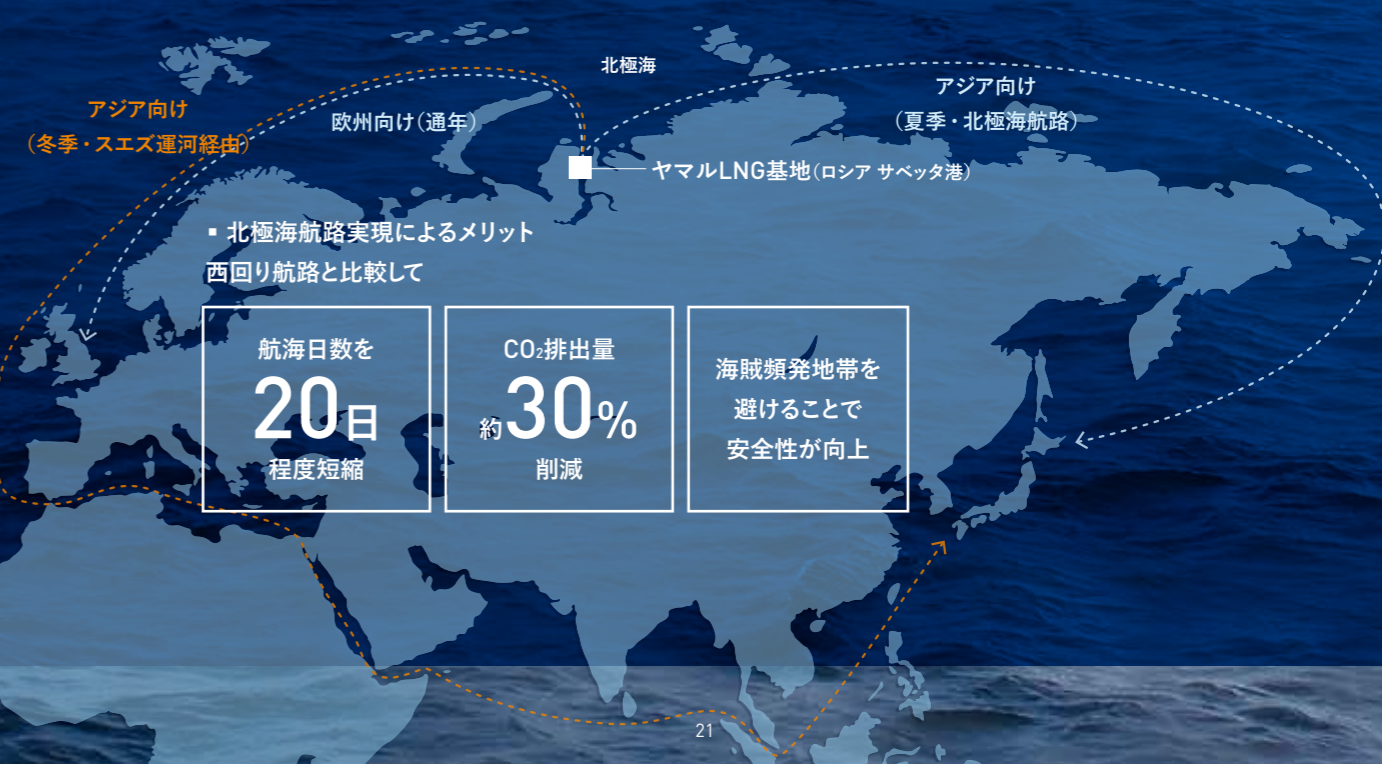 北極海
アジア向け
（冬季・スエズ運河経由）
欧州向け（通年）
アジア向け
（夏季・北極海航路）
ヤマルLNG基地（ロシア サベッタ港）
▪ 北極海航路実現によるメリット
西回り航路と比較して
航海日数を
20日
程度短縮
CO₂排出量
約30%
削減
海賊頻発地帯を
避けることで
安全性が向上
21